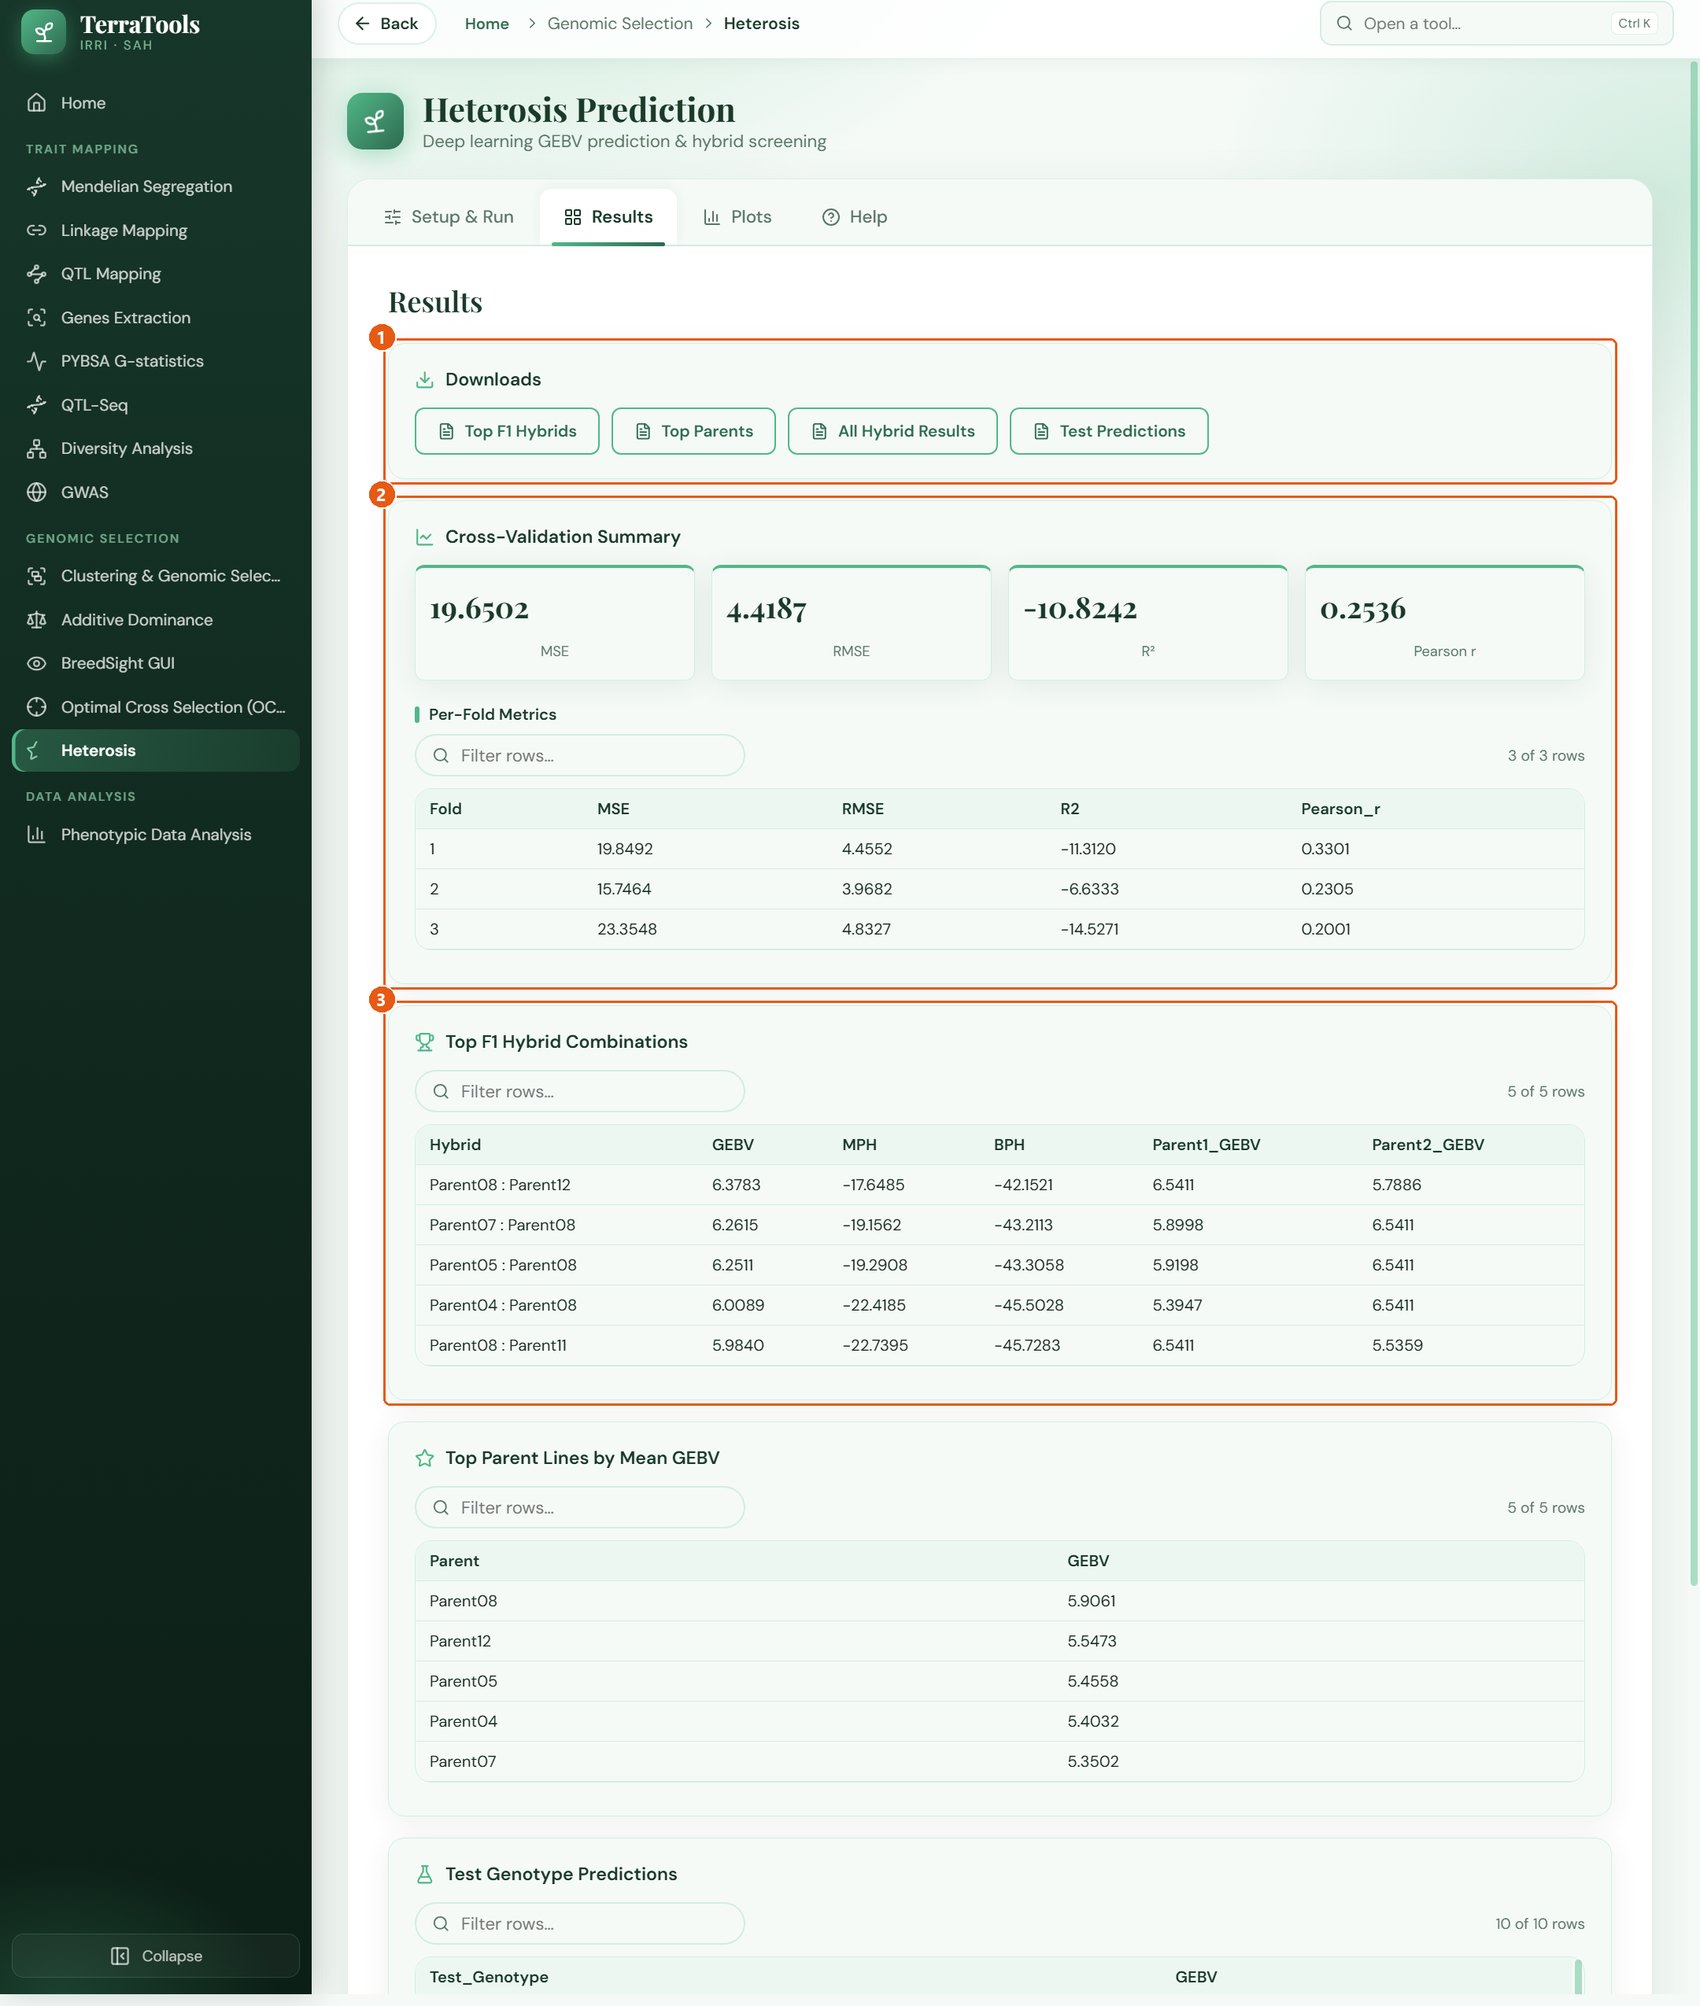 TerraTools
IRRI · SAH
Home
TRAIT MAPPING
Mendelian Segregation
Linkage Mapping
QTL Mapping
Genes Extraction
PYBSA G-statistics
QTL-Seq
Diversity Analysis
GWAS
GENOMIC SELECTION
Clustering & Genomic Selec...
Additive Dominance
BreedSight GUI
Optimal Cross Selection (OC...
Heterosis
DATA ANALYSIS
Phenotypic Data Analysis
Collapse
Back Home > Genomic Selection > Heterosis
Open a tool... Ctrl K
Heterosis Prediction
Deep learning GEBV prediction & hybrid screening
Setup & Run Results Plots Help
Results
1
Downloads
Top F1 Hybrids Top Parents All Hybrid Results Test Predictions
2
Cross-Validation Summary
19.6502 4.4187 -10.8242 0.2536
MSE RMSE R² Pearson r
Per-Fold Metrics
Filter rows... 3 of 3 rows
Fold MSE RMSE R2 Pearson_r
1 19.8492 4.4552 -11.3120 0.3301
2 15.7464 3.9682 -6.6333 0.2305
3 23.3548 4.8327 -14.5271 0.2001
3
Top F1 Hybrid Combinations
Filter rows... 5 of 5 rows
Hybrid GEBV MPH BPH Parent1_GEBV Parent2_GEBV
Parent08 : Parent12 6.3783 -17.6485 -42.1521 6.5411 5.7886
Parent07 : Parent08 6.2615 -19.1562 -43.2113 5.8998 6.5411
Parent05 : Parent08 6.2511 -19.2908 -43.3058 5.9198 6.5411
Parent04 : Parent08 6.0089 -22.4185 -45.5028 5.3947 6.5411
Parent08 : Parent11 5.9840 -22.7395 -45.7283 6.5411 5.5359
Top Parent Lines by Mean GEBV
Filter rows... 5 of 5 rows
Parent GEBV
Parent08 5.9061
Parent12 5.5473
Parent05 5.4558
Parent04 5.4032
Parent07 5.3502
Test Genotype Predictions
Filter rows... 10 of 10 rows
Test_Genotype GEBV